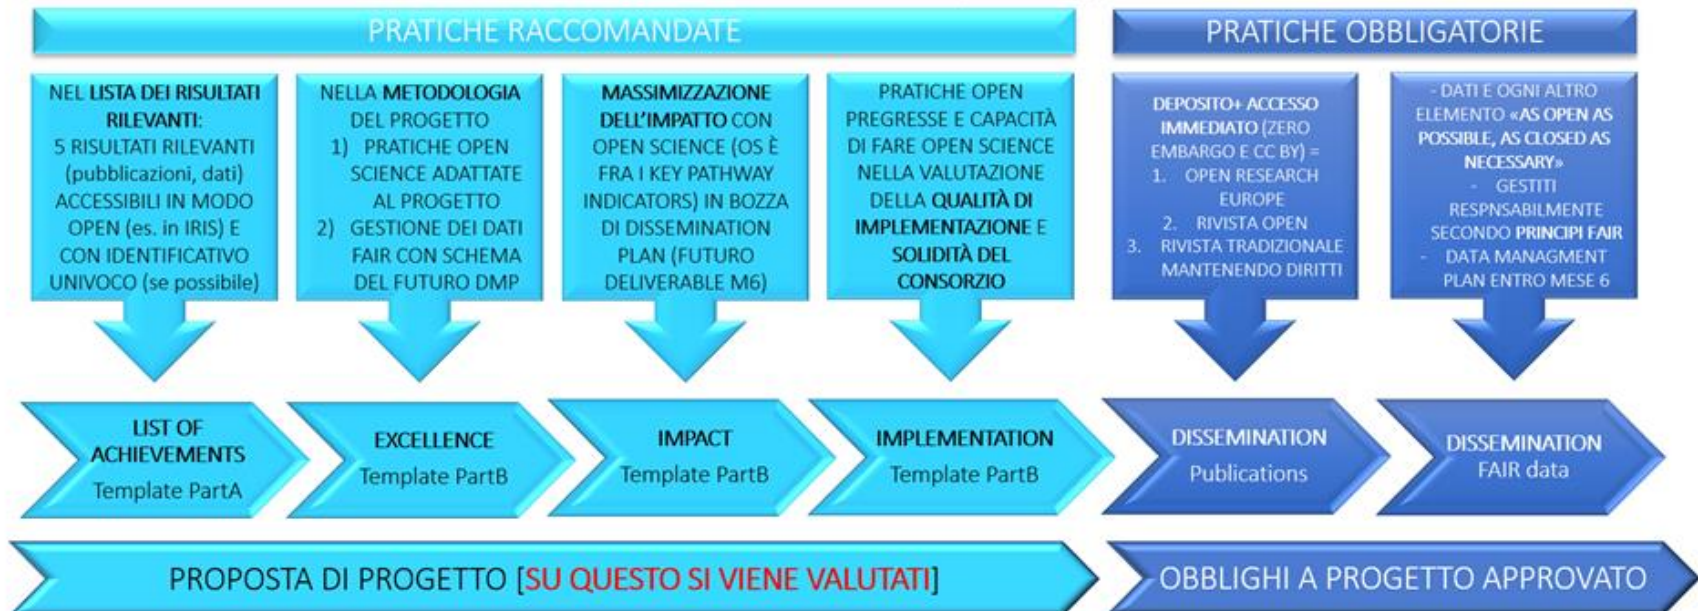 PRATICHE RACCOMANDATE
PRATICHE OBBLIGATORIE
NEL LISTA DEI RISULTATI
RILEVANTI:
5 RISULTATI RILEVANTI
(pubblicazioni, dati)
ACCESSIBILI IN MODO
OPEN (es. in IRIS) E
CON IDENTIFICATIVO
UNIVOCO (se possibile)
NELLA METODOLOGIA
DEL PROGETTO
1) PRATICHE OPEN
SCIENCE ADATTATE
AL PROGETTO
2) GESTIONE DEI DATI
FAIR CON SCHEMA
DEL FUTURO DMP
MASSIMIZZAZIONE
DELL'IMPATTO CON
OPEN SCIENCE (OS È
FRA I KEY PATHWAY
INDICATORS) IN BOZZA
DI DISSEMINATION
PLAN (FUTURO
DELIVERABLE M6)
PRATICHE OPEN
PREGRESSE E CAPACITÀ
DI FARE OPEN SCIENCE
NELLA VALUTAZIONE
DELLA QUALITÀ DI
IMPLEMENTAZIONE E
SOLIDITÀ DEL
CONSORZIO
DEPOSITO+ ACCESSO
IMMEDIATO (ZERO
EMBARGO E CC BY) =
1. OPEN RESEARCH
EUROPE
2. RIVISTA OPEN
3. RIVISTA TRADIZIONALE
MANTENENDO DIRITTI
- DATI E OGNI ALTRO
ELEMENTO «AS OPEN AS
POSSIBLE, AS CLOSED AS
NECESSARY»
- GESTITI
RESPNSABILMENTE
SECONDO PRINCIPI FAIR
- DATA MANAGMENT
PLAN ENTRO MESE 6
LIST OF
ACHIEVEMENTS
Template PartA
EXCELLENCE
Template PartB
IMPACT
Template PartB
IMPLEMENTATION
Template PartB
DISSEMINATION
Publications
DISSEMINATION
FAIR data
PROPOSTA DI PROGETTO [SU QUESTO SI VIENE VALUTATI]
OBBLIGHI A PROGETTO APPROVATO